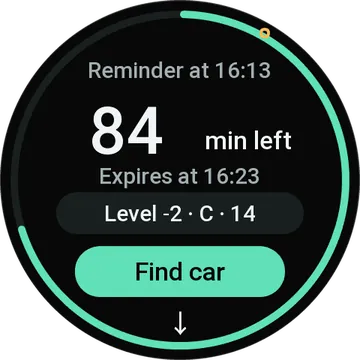 Reminder at 16:13
84 min left
Expires at 16:23
Level -2 · C · 14
Find car
↓